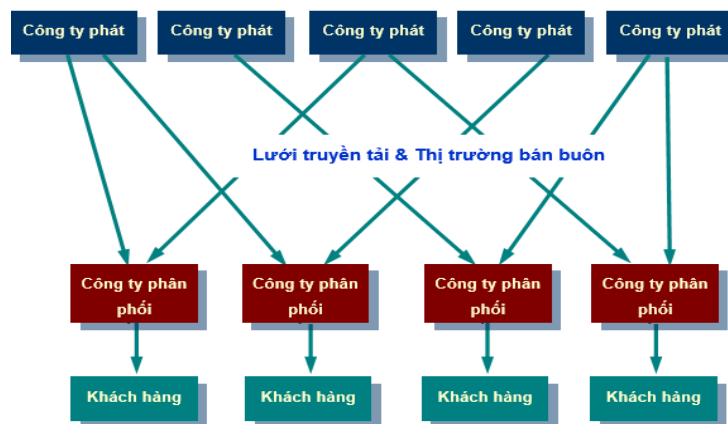 Công ty phát
Công ty phát
Công ty phát
Công ty phát
Công ty phát
Lưới truyền tải & Thị trường bán buôn
Công ty phân
phối
Công ty phân
phối
Công ty phân
phối
Công ty phân
phối
Khách hàng
Khách hàng
Khách hàng
Khách hàng